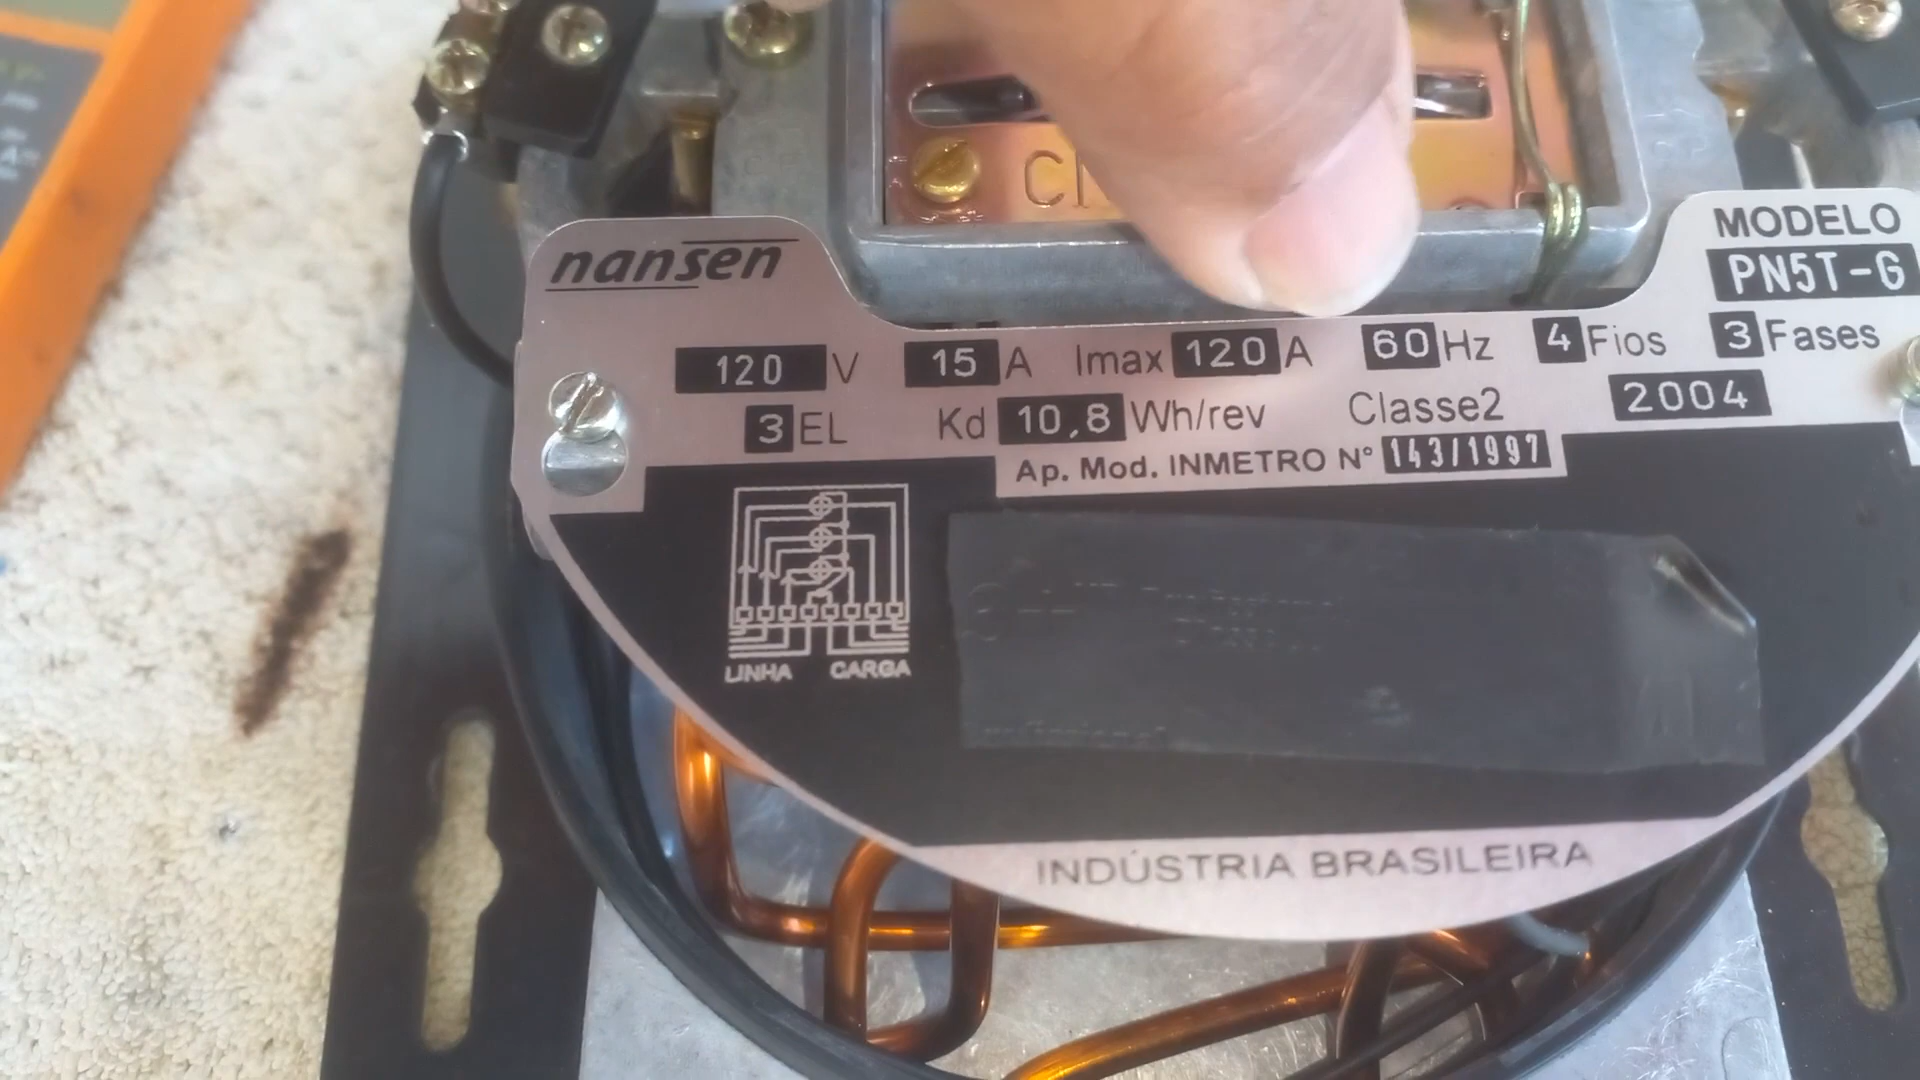 nansen
MODELO
PN5T-G
120 V 15 A Imax 120 A 60 Hz 4 Fios 3 Fases
3 EL Kd 10,8 Wh/rev Classe2 2004
Ap. Mod. INMETRO N° 143/1997
LINHA CARGA
INDÚSTRIA BRASILEIRA